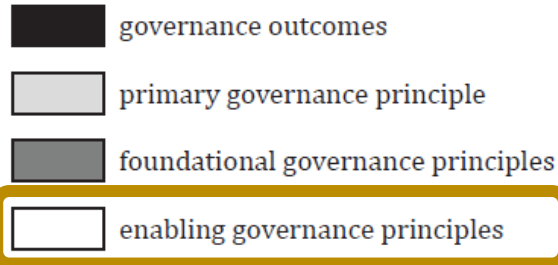 governance outcomes
primary governance principle
foundational governance principles
enabling governance principles